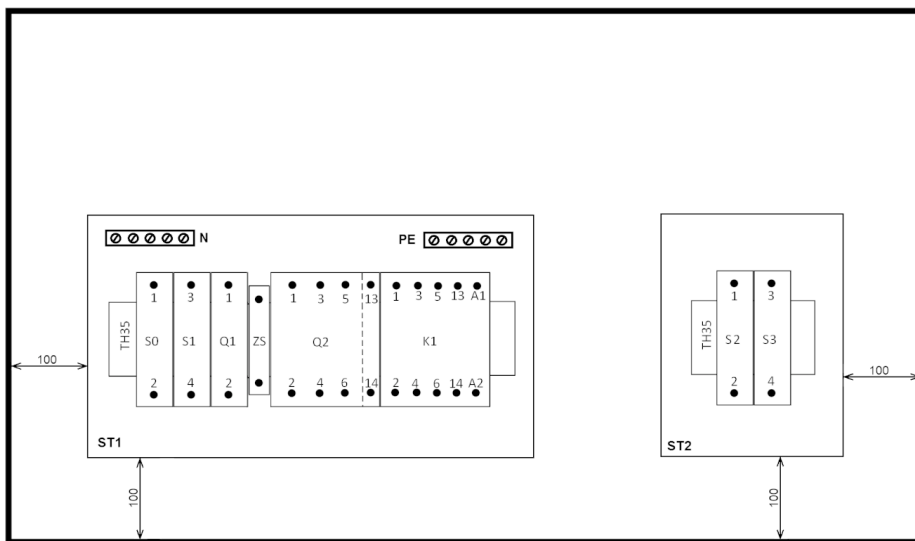 N
PE
1 3 1 1 3 5 13 1 3 5 13 A1
1 3
TH35 S0 S1 Q1 ZS Q2 K1
TH35 S2 S3
2 4 2 2 4 6 14 2 4 6 14 A2
2 4
100
100
ST1
ST2
100
100